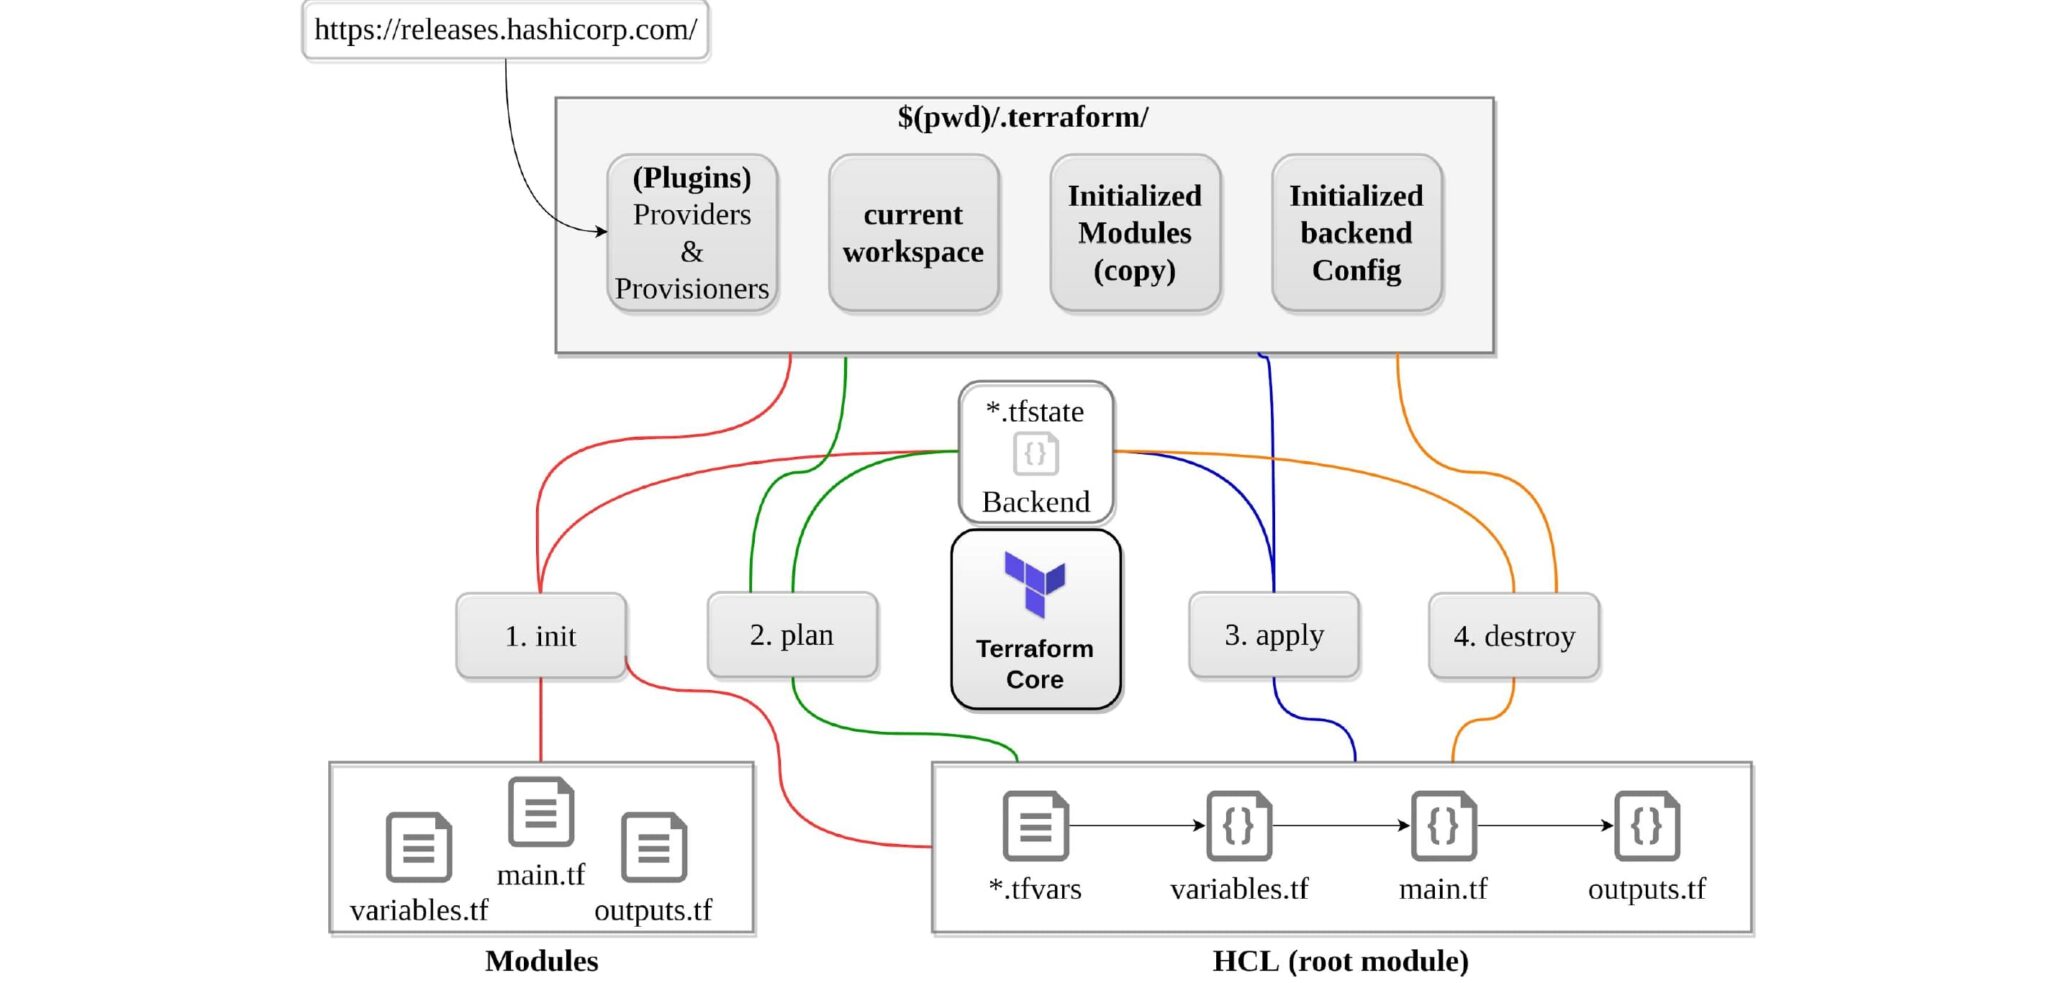 https://releases.hashicorp.com/
$(pwd)/.terraform/
(Plugins)
Providers
&
Provisioners
current
workspace
Initialized
Modules
(copy)
Initialized
backend
Config
*.tfstate
{}
Backend
1. init
2. plan
Terraform
Core
3. apply
4. destroy
variables.tf
main.tf
outputs.tf
Modules
*.tfvars
{}
variables.tf
{}
main.tf
{}
outputs.tf
HCL (root module)